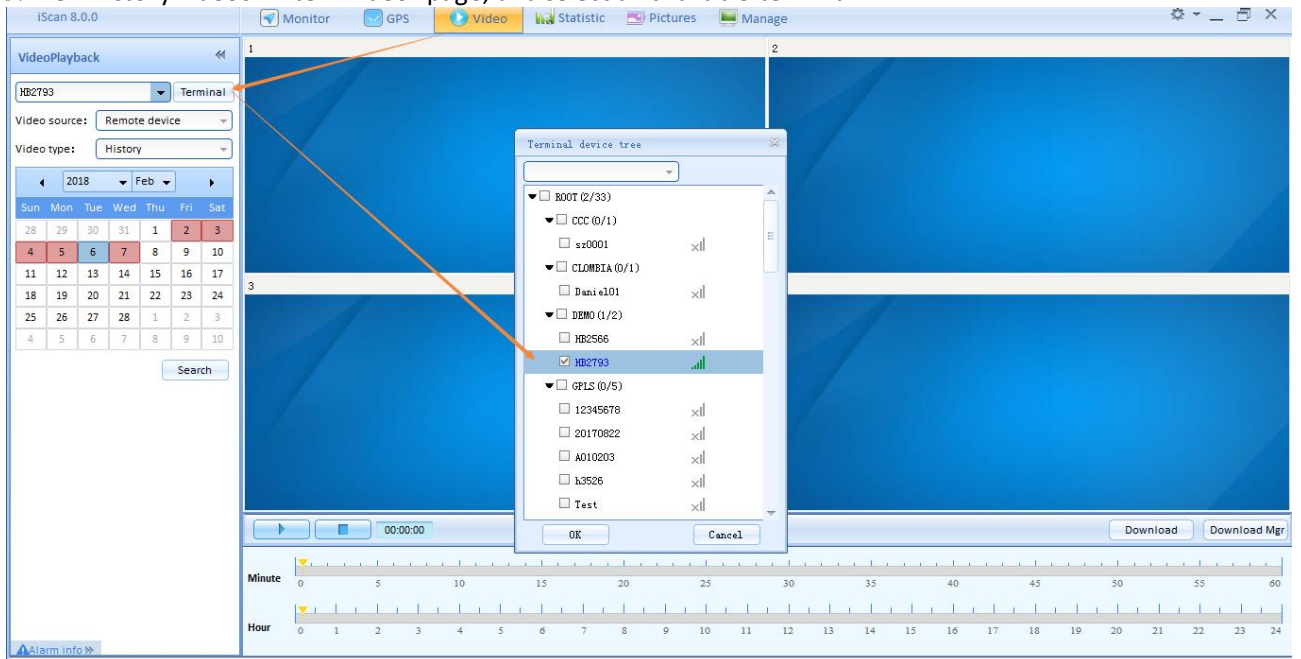 iScan 8.0.0
Monitor
GPS
Video
Statistic
Pictures
Manage
VideoPlayback
HB2793
Terminal
Video source: Remote device
Video type: History
2018 Feb
Sun Mon Tue Wed Thu Fri Sat
28 29 30 31 1 2 3
4 5 6 7 8 9 10
11 12 13 14 15 16 17
18 19 20 21 22 23 24
25 26 27 28 1 2 3
4 5 6 7 8 9 10
Search
Alarm info
1
2
3
Terminal device tree
ROOT (2/33)
CCC (0/1)
sz0001
CLOMBIA (0/1)
Daniel01
DEMO (1/2)
HB2566
HB2793
GPLS (0/5)
12345678
20170822
A010203
h3526
Test
OK
Cancel
00:00:00
Download
Download Mgr
Minute 0 5 10 15 20 25 30 35 40 45 50 55 60
Hour 0 1 2 3 4 5 6 7 8 9 10 11 12 13 14 15 16 17 18 19 20 21 22 23 24